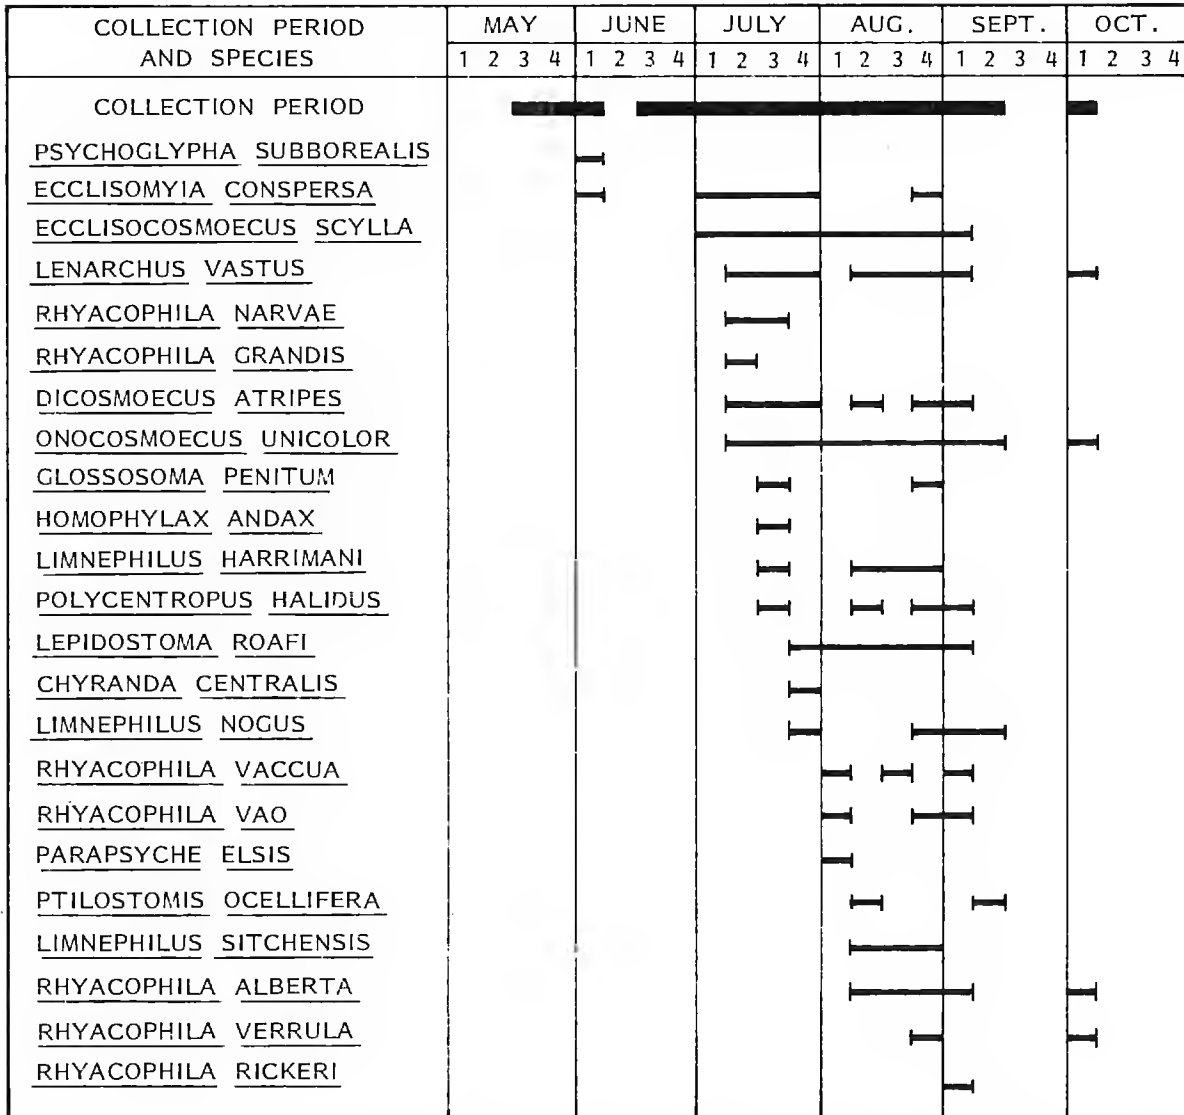 COLLECTION PERIOD AND SPECIES
MAY JUNE JULY AUG. SEPT. OCT.
1 2 3 4 1 2 3 4 1 2 3 4 1 2 3 4 1 2 3 4 1 2 3 4
COLLECTION PERIOD
PSYCHOGLYPHA SUBBOREALIS
ECCLISOMYIA CONSPERSA
ECCLISOCOSMOECUS SCYLLA
LENARCHUS VASTUS
RHYACOPHILA NARVAE
RHYACOPHILA GRANDIS
DICOSMOECUS ATRIPES
ONOCOSMOECUS UNICOLOR
GLOSSOSOMA PENITUM
HOMOPHYLAX ANDAX
LIMNEPHILUS HARRIMANI
POLYCENTROPUS HALIDUS
LEPIDOSTOMA ROAFI
CHYRANDA CENTRALIS
LIMNEPHILUS NOGUS
RHYACOPHILA VACCUA
RHYACOPHILA VAO
PARAPSYCHE ELSIS
PTILOSTOMIS OCELLIFERA
LIMNEPHILUS SITCHENSIS
RHYACOPHILA ALBERTA
RHYACOPHILA VERRULA
RHYACOPHILA RICKERI